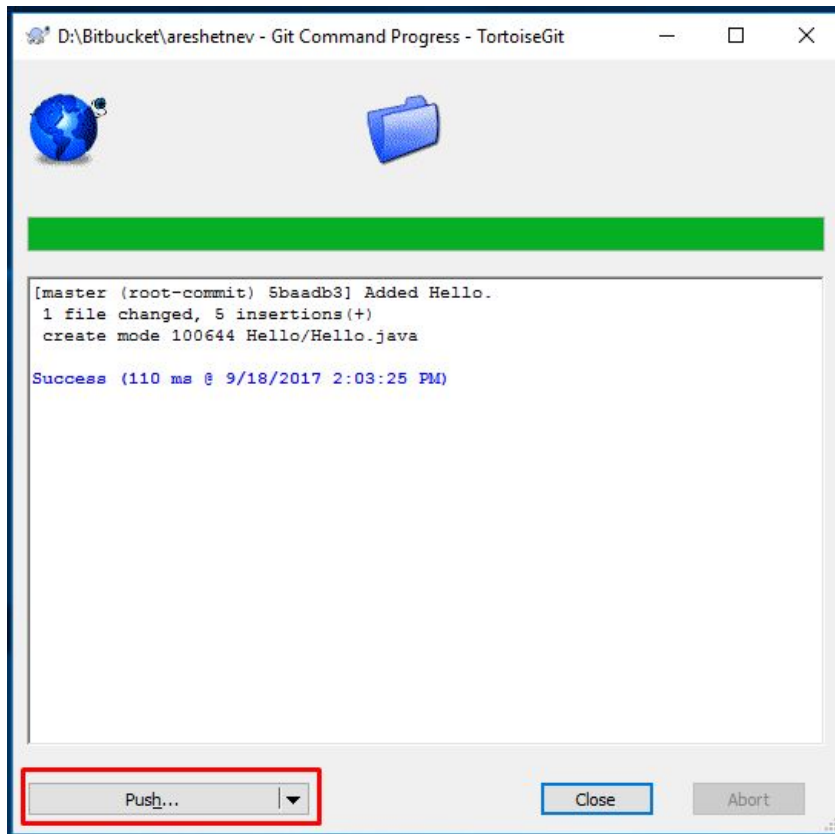 D:\Bitbucket\areshetnev - Git Command Progress - TortoiseGit
[master (root-commit) 5baadb3] Added Hello.
1 file changed, 5 insertions(+)
create mode 100644 Hello/Hello.java
Success (110 ms @ 9/18/2017 2:03:25 PM)
Push...
Close
Abort